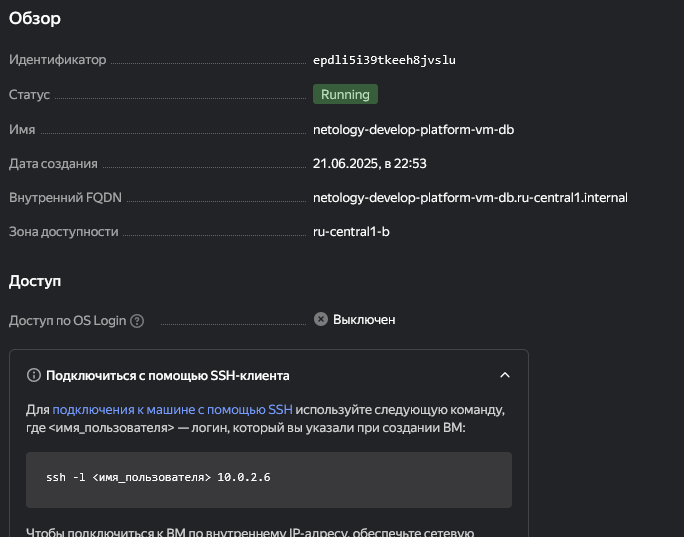 Обзор
Идентификатор epdli5i39tkeeh8jvslu
Статус Running
Имя netology-develop-platform-vm-db
Дата создания 21.06.2025, в 22:53
Внутренний FQDN netology-develop-platform-vm-db.ru-central1.internal
Зона доступности ru-central1-b
Доступ
Доступ по OS Login Выключен
Подключиться с помощью SSH-клиента
Для подключения к машине с помощью SSH используйте следующую команду,
где <имя_пользователя> — логин, который вы указали при создании ВМ:
ssh -l <имя_пользователя> 10.0.2.6
Чтобы подключиться к ВМ по внутреннему IP-адресу, обеспечьте сетевую